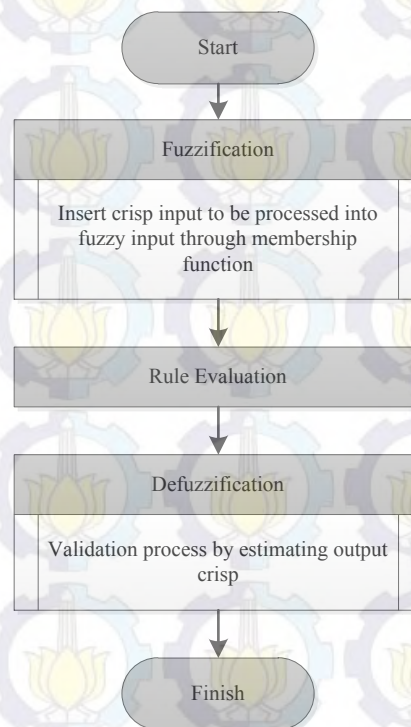 Start
Fuzzification
Insert crisp input to be processed into
fuzzy input through membership
function
Rule Evaluation
Defuzzification
Validation process by estimating output
crisp
Finish